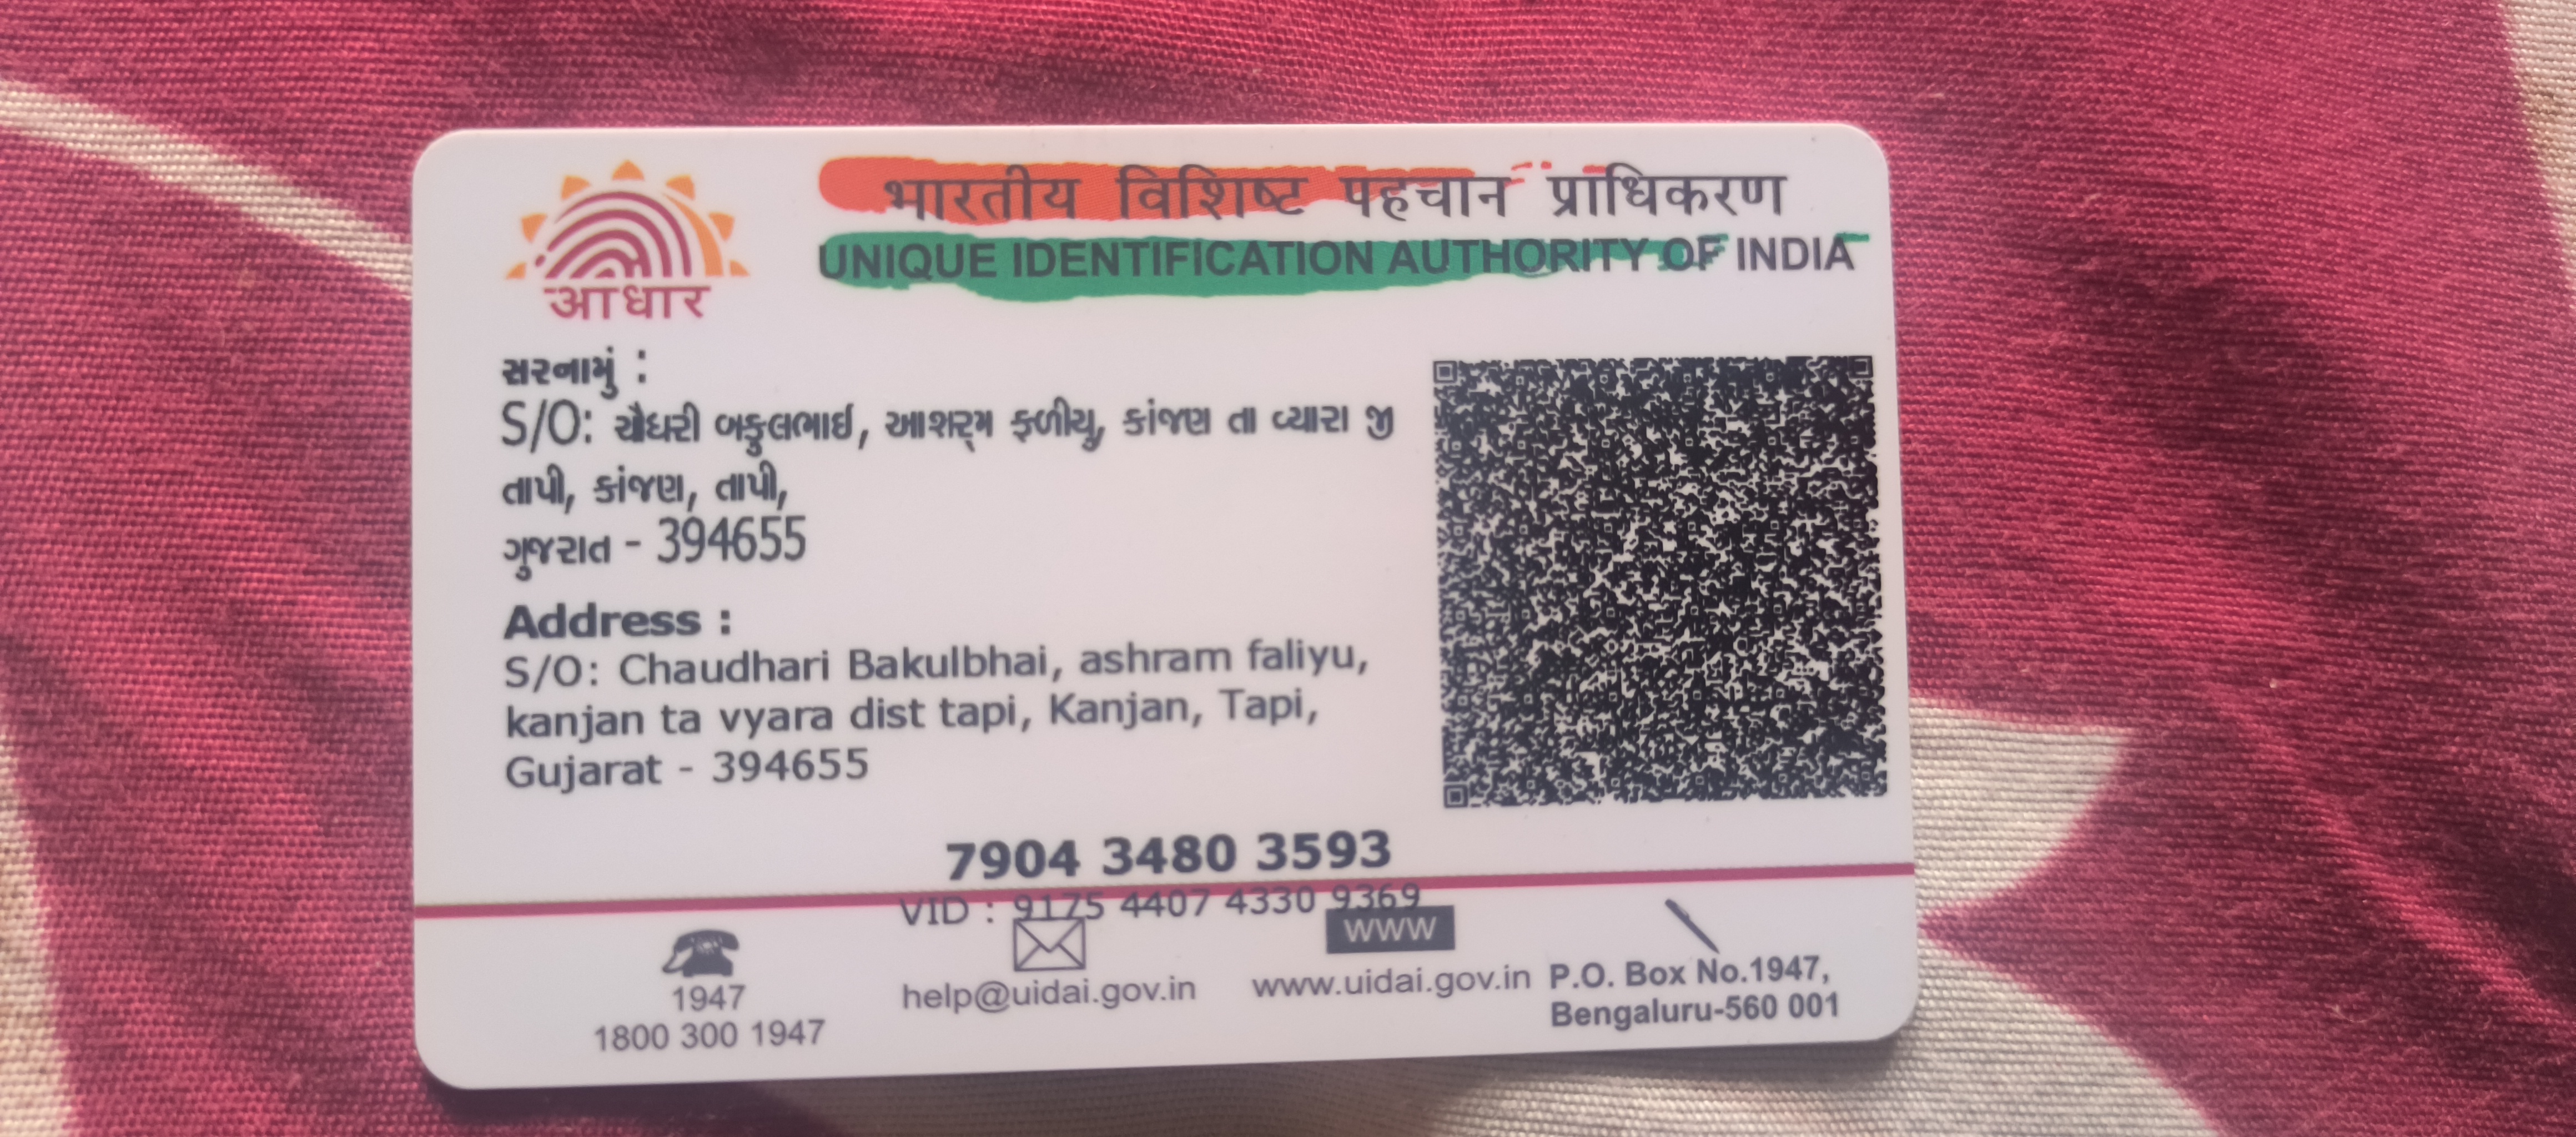 आधार
भारतीय विशिष्ट पहचान प्राधिकरण
UNIQUE IDENTIFICATION AUTHORITY OF INDIA
સરનામું :
S/O: ચૌધરી બકુલભાઇ, આશર્મ ફળીયુ, કાંજણ તા વ્યારા જી
તાપી, કાંજણ, તાપી,
ગુજરાત - 394655
Address :
S/O: Chaudhari Bakulbhai, ashram faliyu,
kanjan ta vyara dist tapi, Kanjan, Tapi,
Gujarat - 394655
7904 3480 3593
VID : 9175 4407 4330 9369
1947
1800 300 1947
help@uidai.gov.in
WWW
www.uidai.gov.in
P.O. Box No.1947,
Bengaluru-560 001